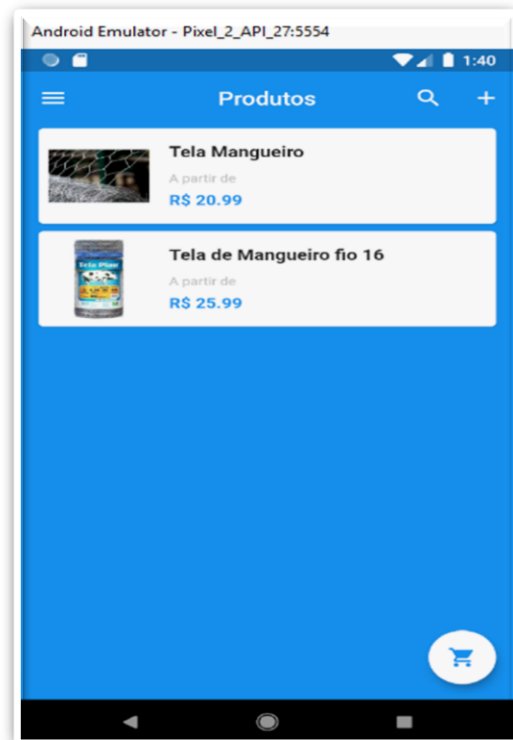 Android Emulator - Pixel_2_API_27:5554
1:40
Produtos
Tela Mangueiro
A partir de
R$ 20.99
Tela de Mangueiro fio 16
A partir de
R$ 25.99